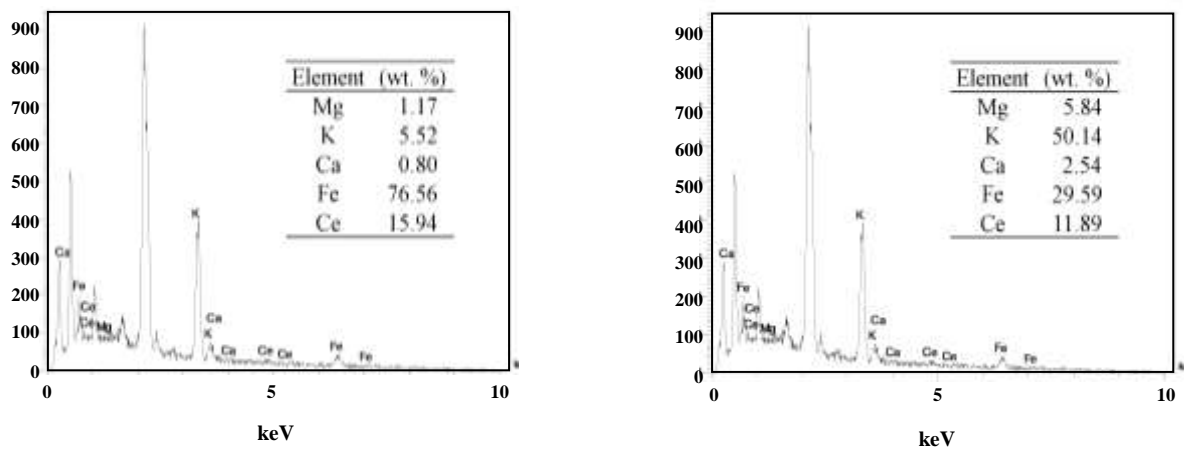 900
800
700
600
500
400
300
200
100
0
Element (wt. %)
Mg 1.17
K 5.52
Ca 0.80
Fe 76.56
Ce 15.94
Ca
Fe
Ce
Ce Mg
K
Ca
K
Ca Ce Ce Fe Fe
0 5 10
keV
900
800
700
600
500
400
300
200
100
0
Element (wt. %)
Mg 5.84
K 50.14
Ca 2.54
Fe 29.59
Ce 11.89
Ca
Fe
Ce
Ce Mg
K
Ca
K
Ca Ce Ce Fe Fe
0 5 10
keV